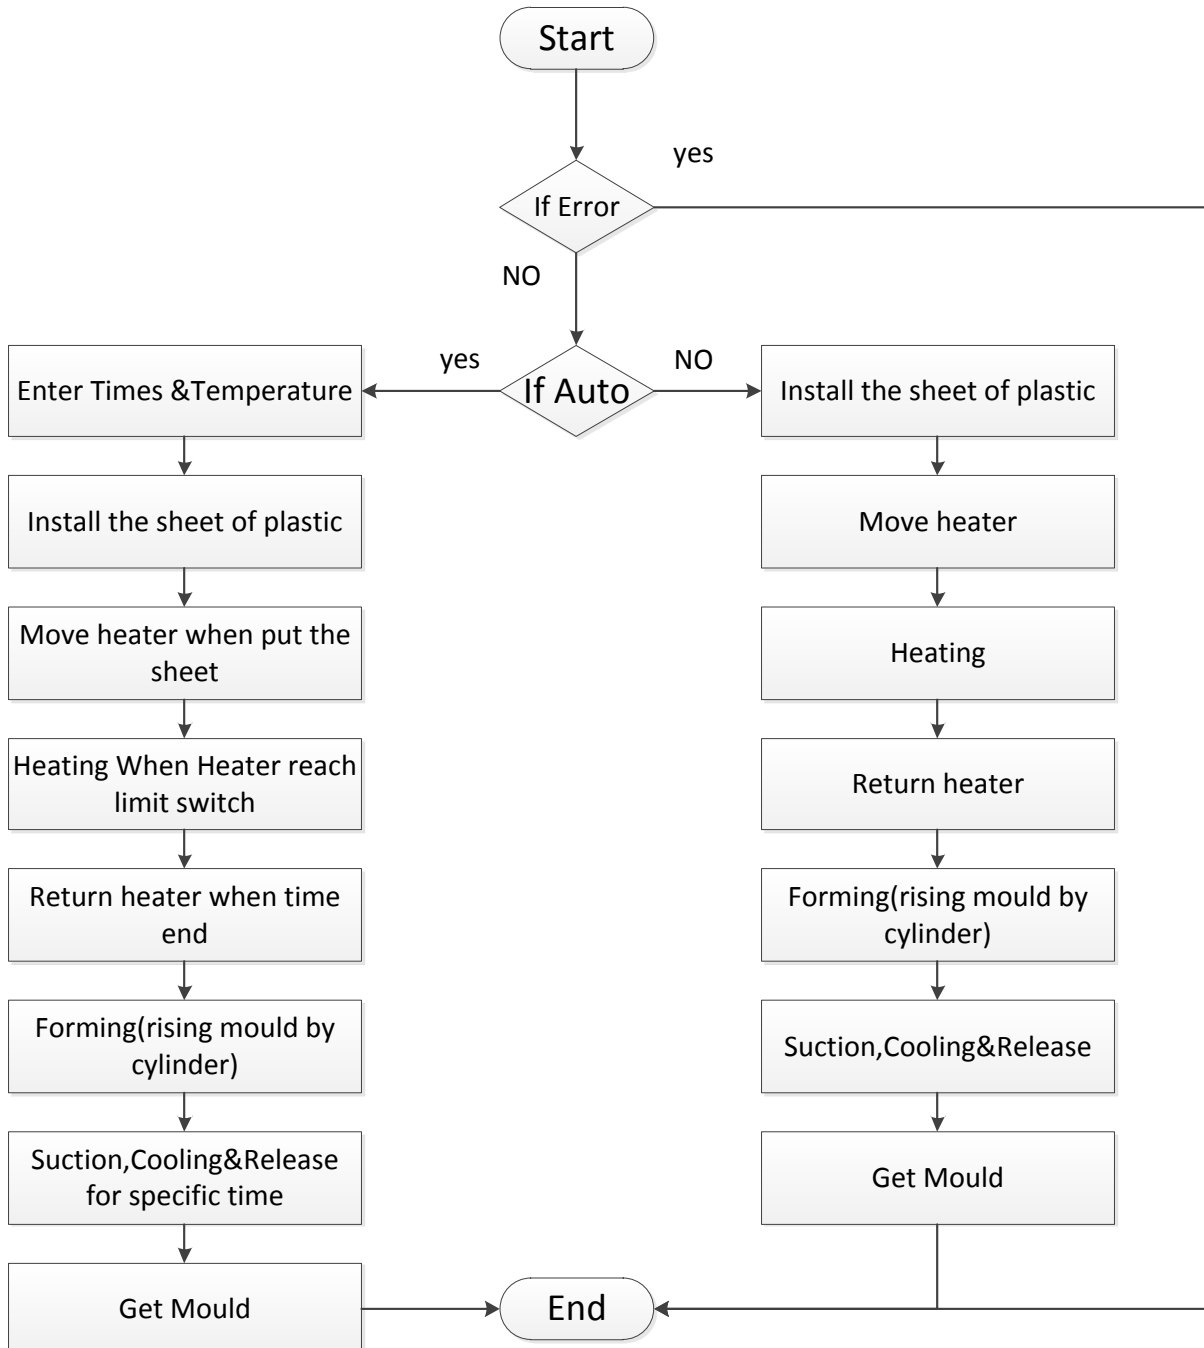 Start
yes
If Error
NO
yes
If Auto
NO
Enter Times &Temperature
Install the sheet of plastic
Move heater when put the
sheet
Heating When Heater reach
limit switch
Return heater when time
end
Forming(rising mould by
cylinder)
Suction,Cooling&Release
for specific time
Get Mould
Install the sheet of plastic
Move heater
Heating
Return heater
Forming(rising mould by
cylinder)
Suction,Cooling&Release
Get Mould
End